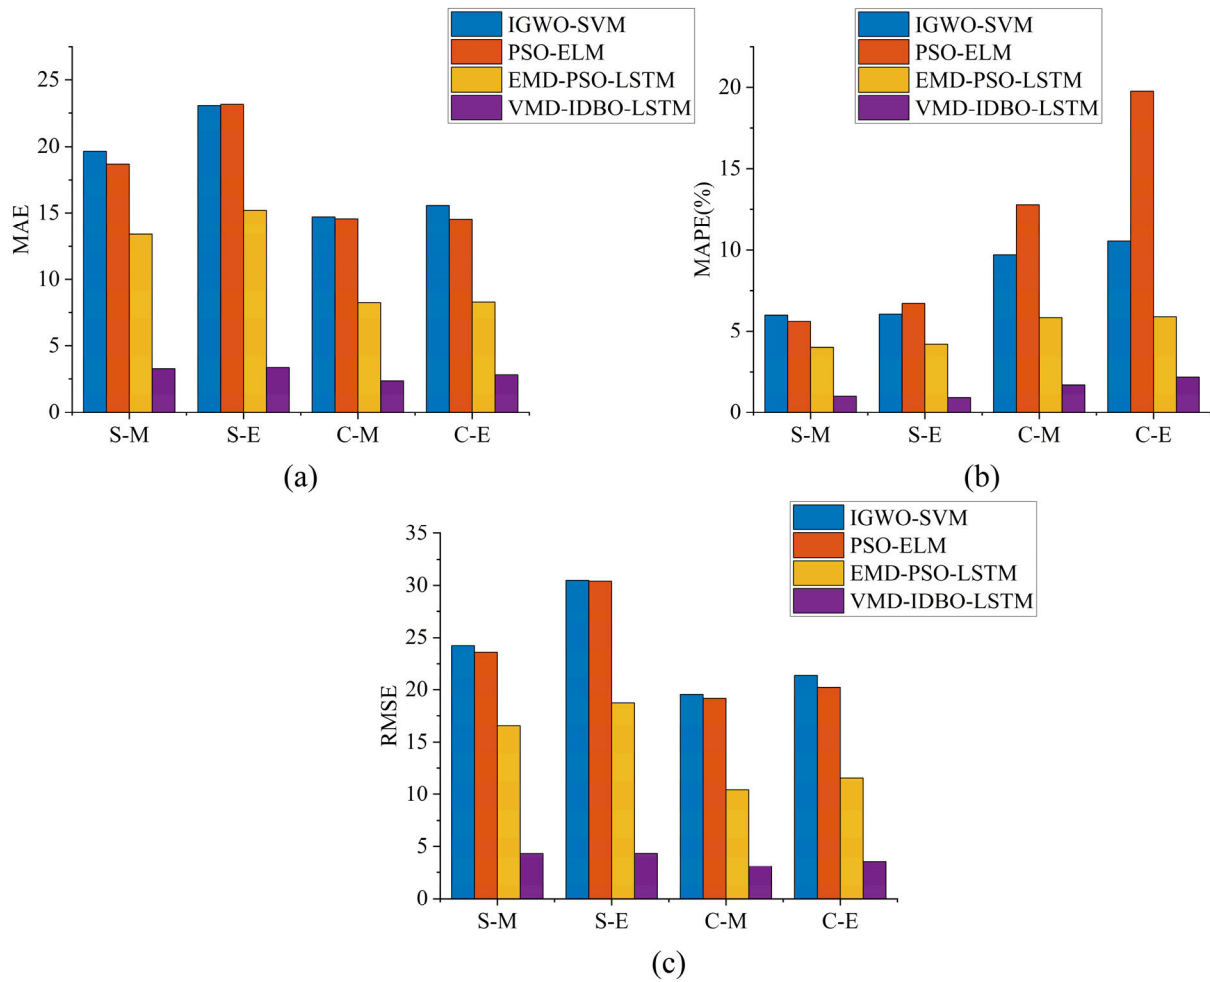 IGWO-SVM
PSO-ELM
EMD-PSO-LSTM
VMD-IDBO-LSTM
25
20
15
10
5
0
MAE
S-M
S-E
C-M
C-E
(a)
IGWO-SVM
PSO-ELM
EMD-PSO-LSTM
VMD-IDBO-LSTM
20
15
10
5
0
MAPE(%)
S-M
S-E
C-M
C-E
(b)
IGWO-SVM
PSO-ELM
EMD-PSO-LSTM
VMD-IDBO-LSTM
35
30
25
20
15
10
5
0
RMSE
S-M
S-E
C-M
C-E
(c)